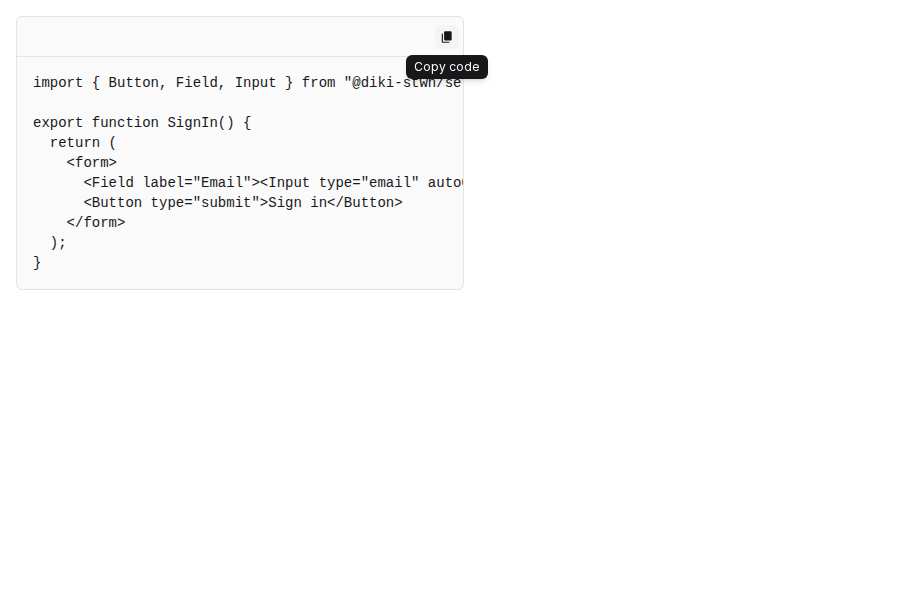 Copy code
import { Button, Field, Input } from "@diki-stwn/se
export function SignIn() {
  return (
    <form>
      <Field label="Email"><Input type="email" auto
      <Button type="submit">Sign in</Button>
    </form>
  );
}